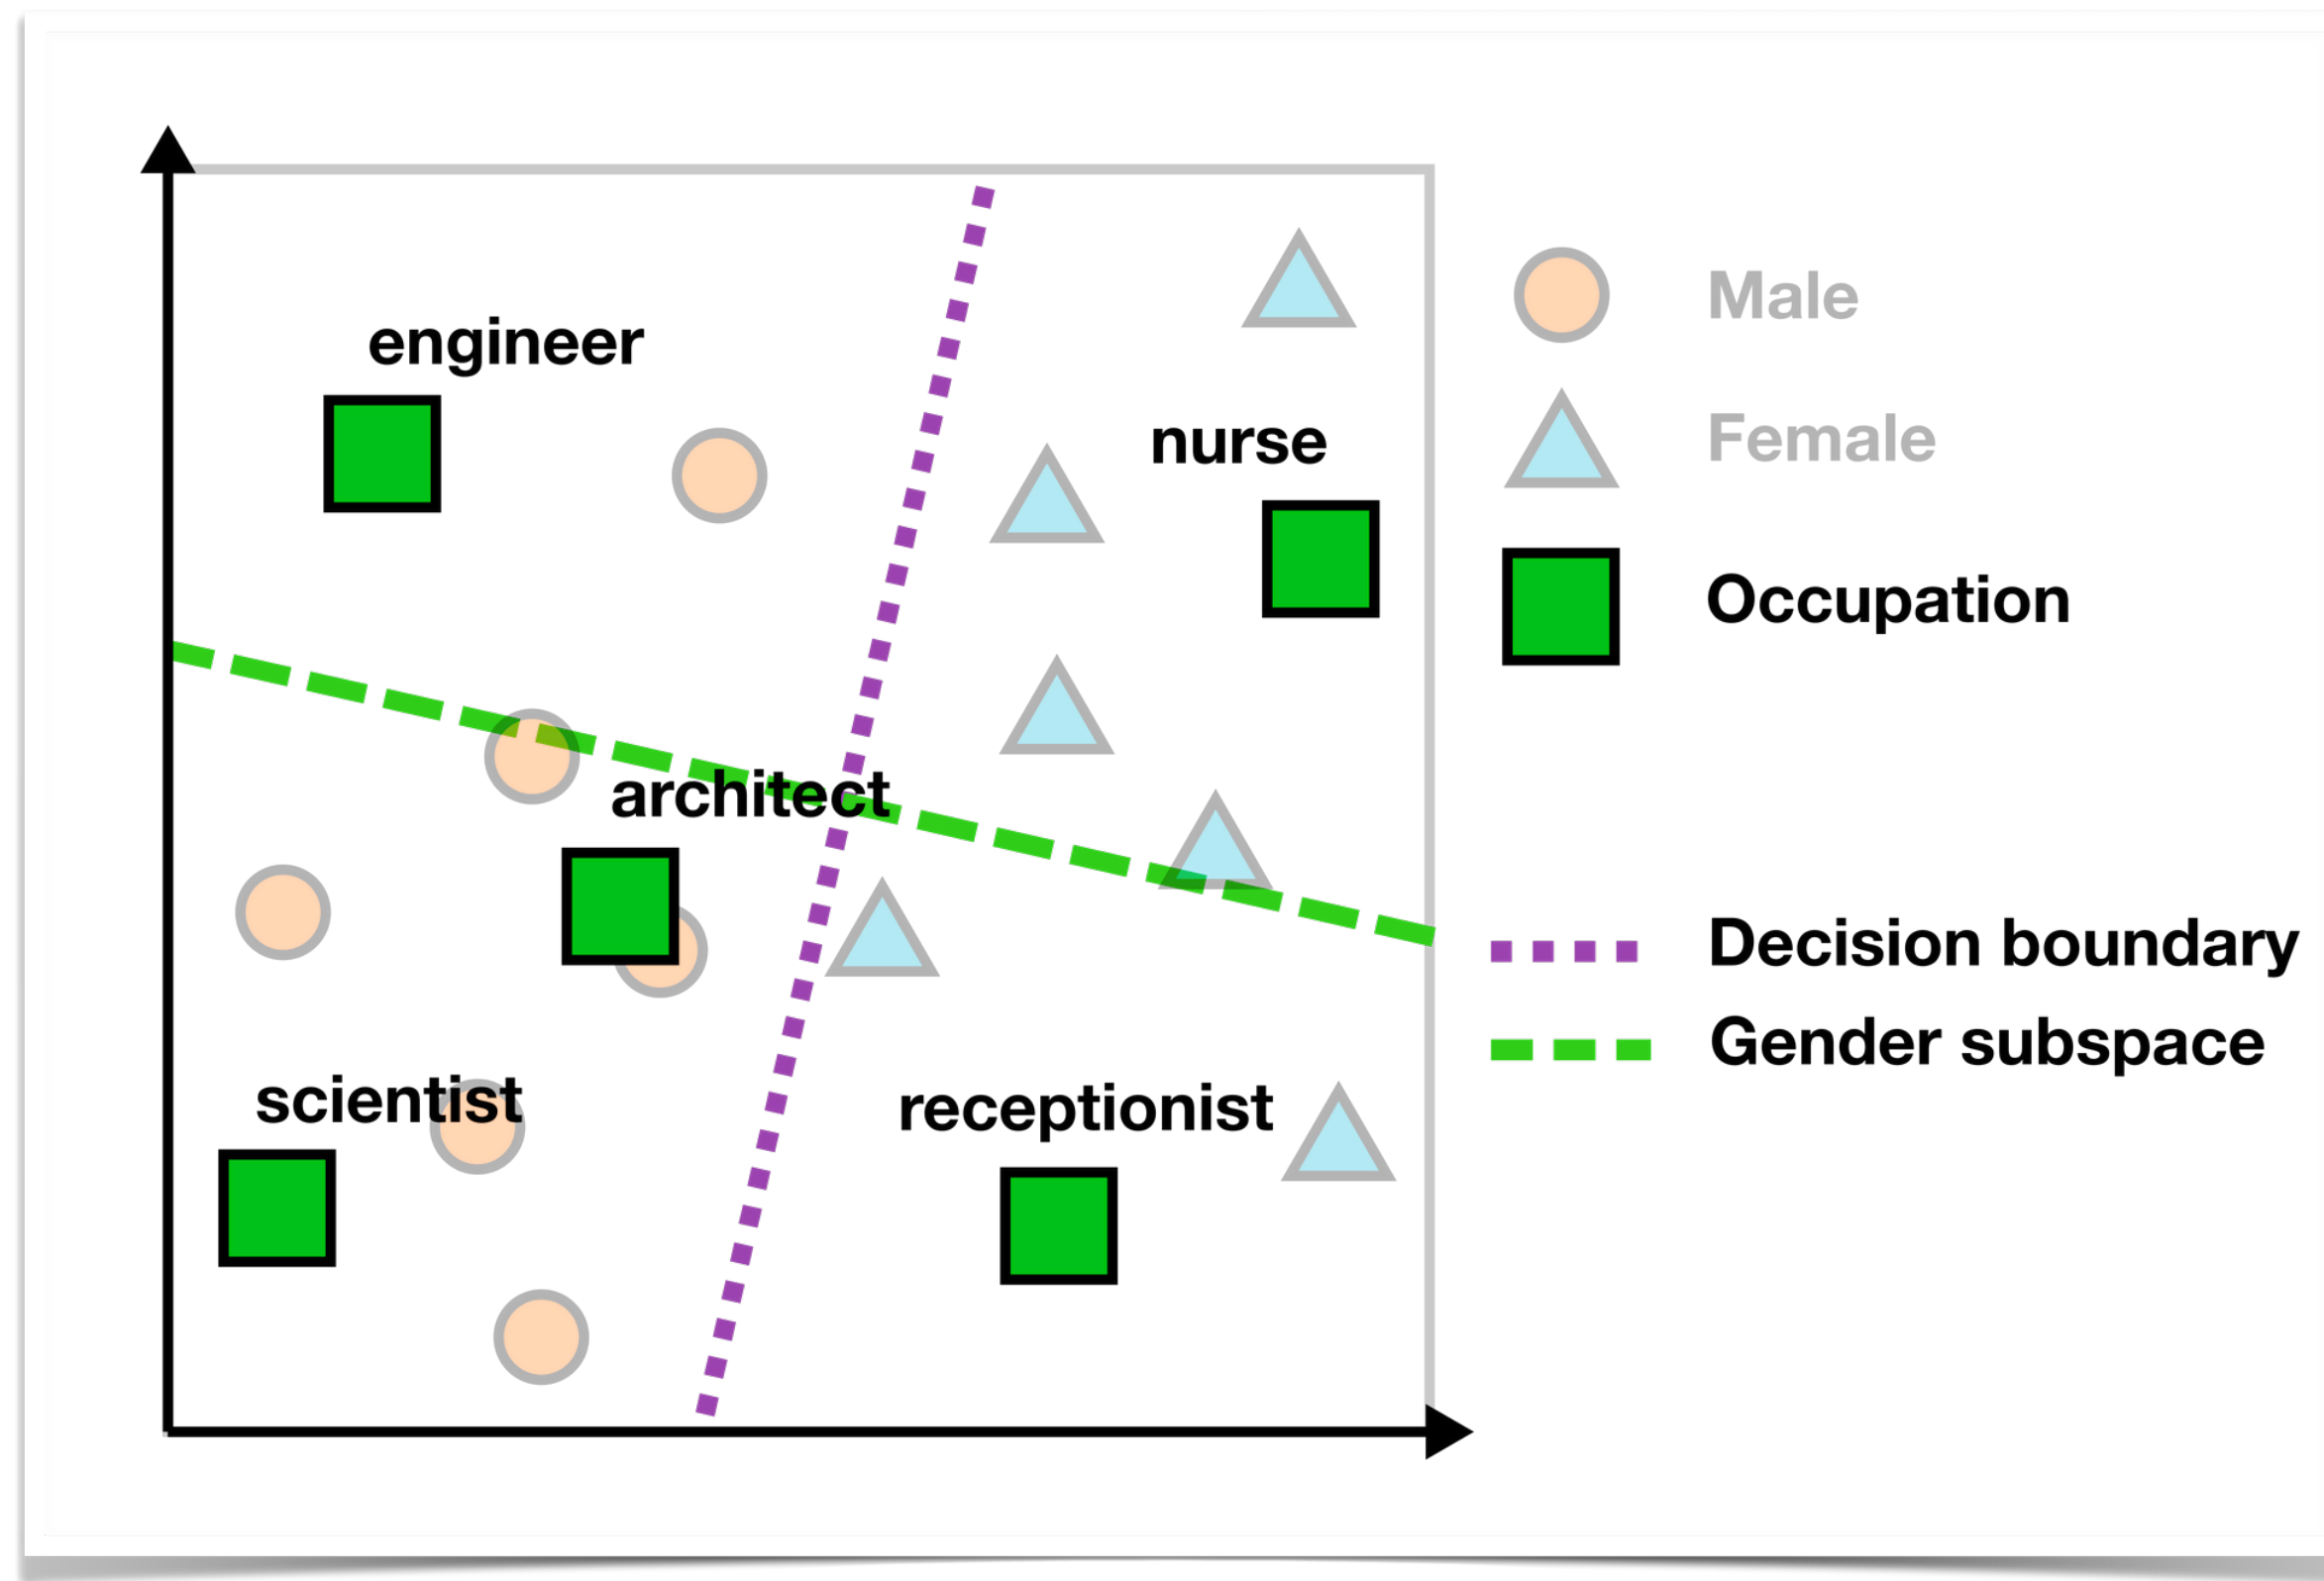 engineer
nurse
architect
scientist
receptionist
Male
Female
Occupation
Decision boundary
Gender subspace